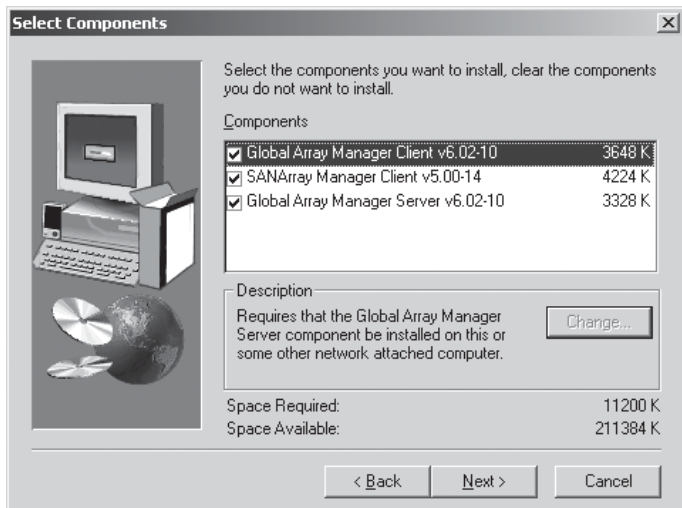 Select Components
Select the components you want to install, clear the components
you do not want to install.
Components
Global Array Manager Client v6.02-10 3648 K
SANArray Manager Client v5.00-14 4224 K
Global Array Manager Server v6.02-10 3328 K
Description
Requires that the Global Array Manager
Server component be installed on this or
some other network attached computer.
Change...
Space Required: 11200 K
Space Available: 211384 K
< Back Next > Cancel